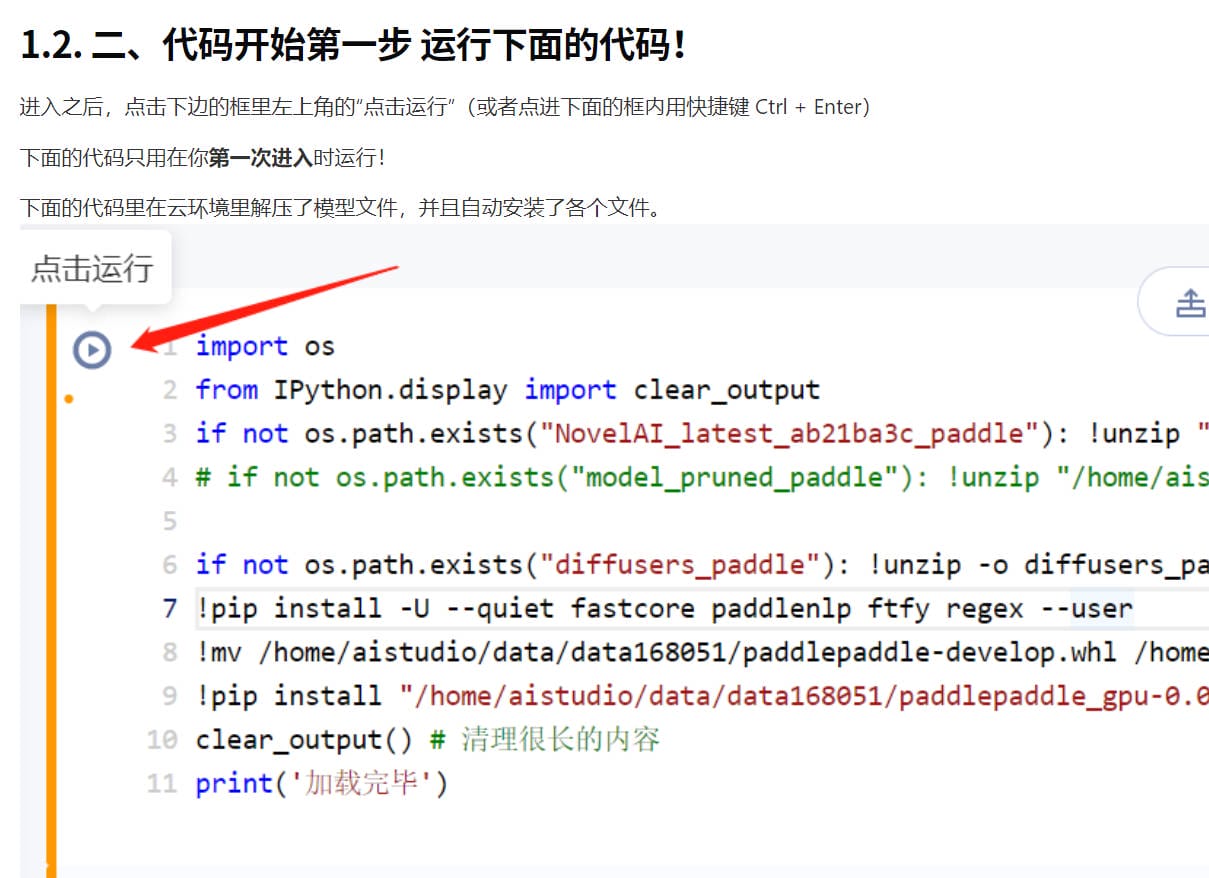 1.2. 二、代码开始第一步 运行下面的代码！
进入之后，点击下边的框里左上角的“点击运行”（或者点进下面的框内用快捷键 Ctrl + Enter）
下面的代码只用在你第一次进入时运行！
下面的代码里在云环境里解压了模型文件，并且自动安装了各个文件。
点击运行
1 import os
2 from IPython.display import clear_output
3 if not os.path.exists("NovelAI_latest_ab21ba3c_paddle"): !unzip "
4 # if not os.path.exists("model_pruned_paddle"): !unzip "/home/ais
5
6 if not os.path.exists("diffusers_paddle"): !unzip -o diffusers_pa
7 !pip install -U --quiet fastcore paddlenlp ftfy regex --user
8 !mv /home/aistudio/data/data168051/paddlepaddle-develop.whl /home
9 !pip install "/home/aistudio/data/data168051/paddlepaddle_gpu-0.0
10 clear_output() # 清理很长的内容
11 print('加载完毕')